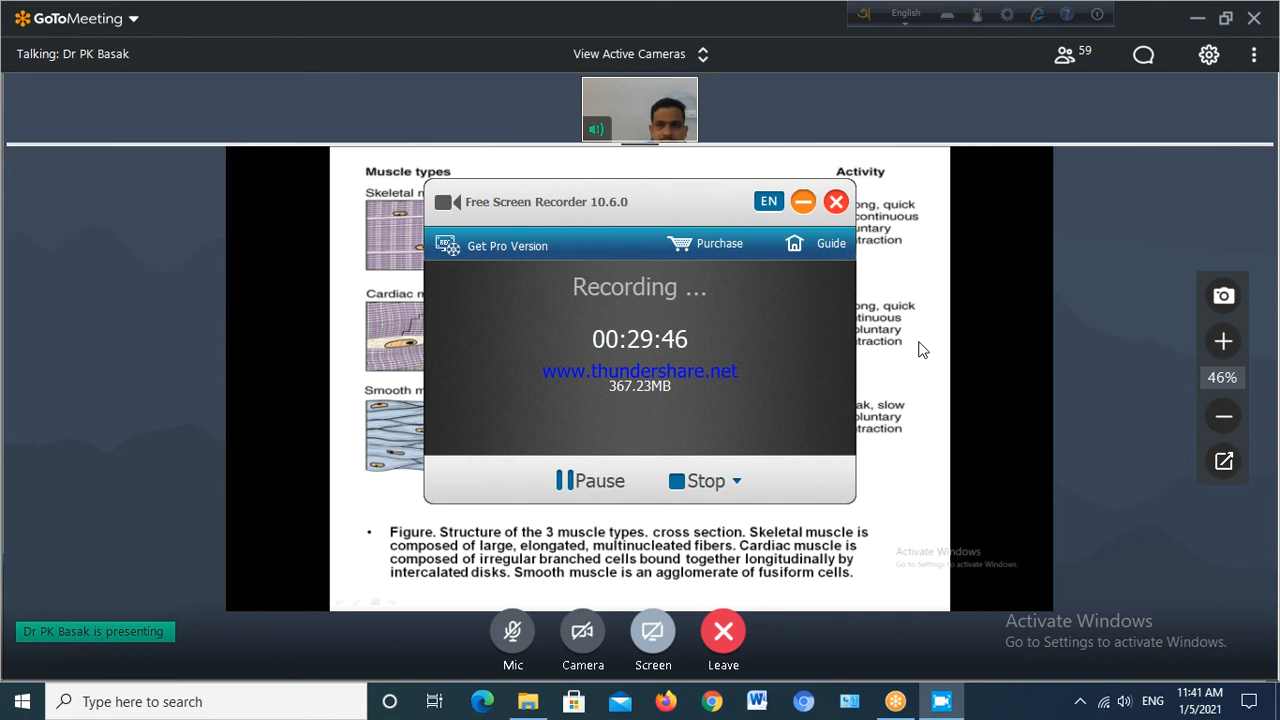 GoToMeeting
English
Talking: Dr PK Basak
View Active Cameras
59
Muscle types
Activity
Skeletal m
ong, quick
continuous
untary
traction
Free Screen Recorder 10.6.0
EN
Get Pro Version
Purchase
Guide
Recording ...
00:29:46
www.thundershare.net
367.23MB
Pause
Stop
Cardiac m
ong, quick
tinuous
oluntary
traction
46%
Smooth m
ak, slow
oluntary
traction
• Figure. Structure of the 3 muscle types. cross section. Skeletal muscle is
composed of large, elongated, multinucleated fibers. Cardiac muscle is
composed of irregular branched cells bound together longitudinally by
intercalated disks. Smooth muscle is an agglomerate of fusiform cells.
Activate Windows
Go to Settings to activate Windows.
Dr PK Basak is presenting
Activate Windows
Go to Settings to activate Windows.
Mic
Camera
Screen
Leave
Type here to search
ENG
11:41 AM
1/5/2021